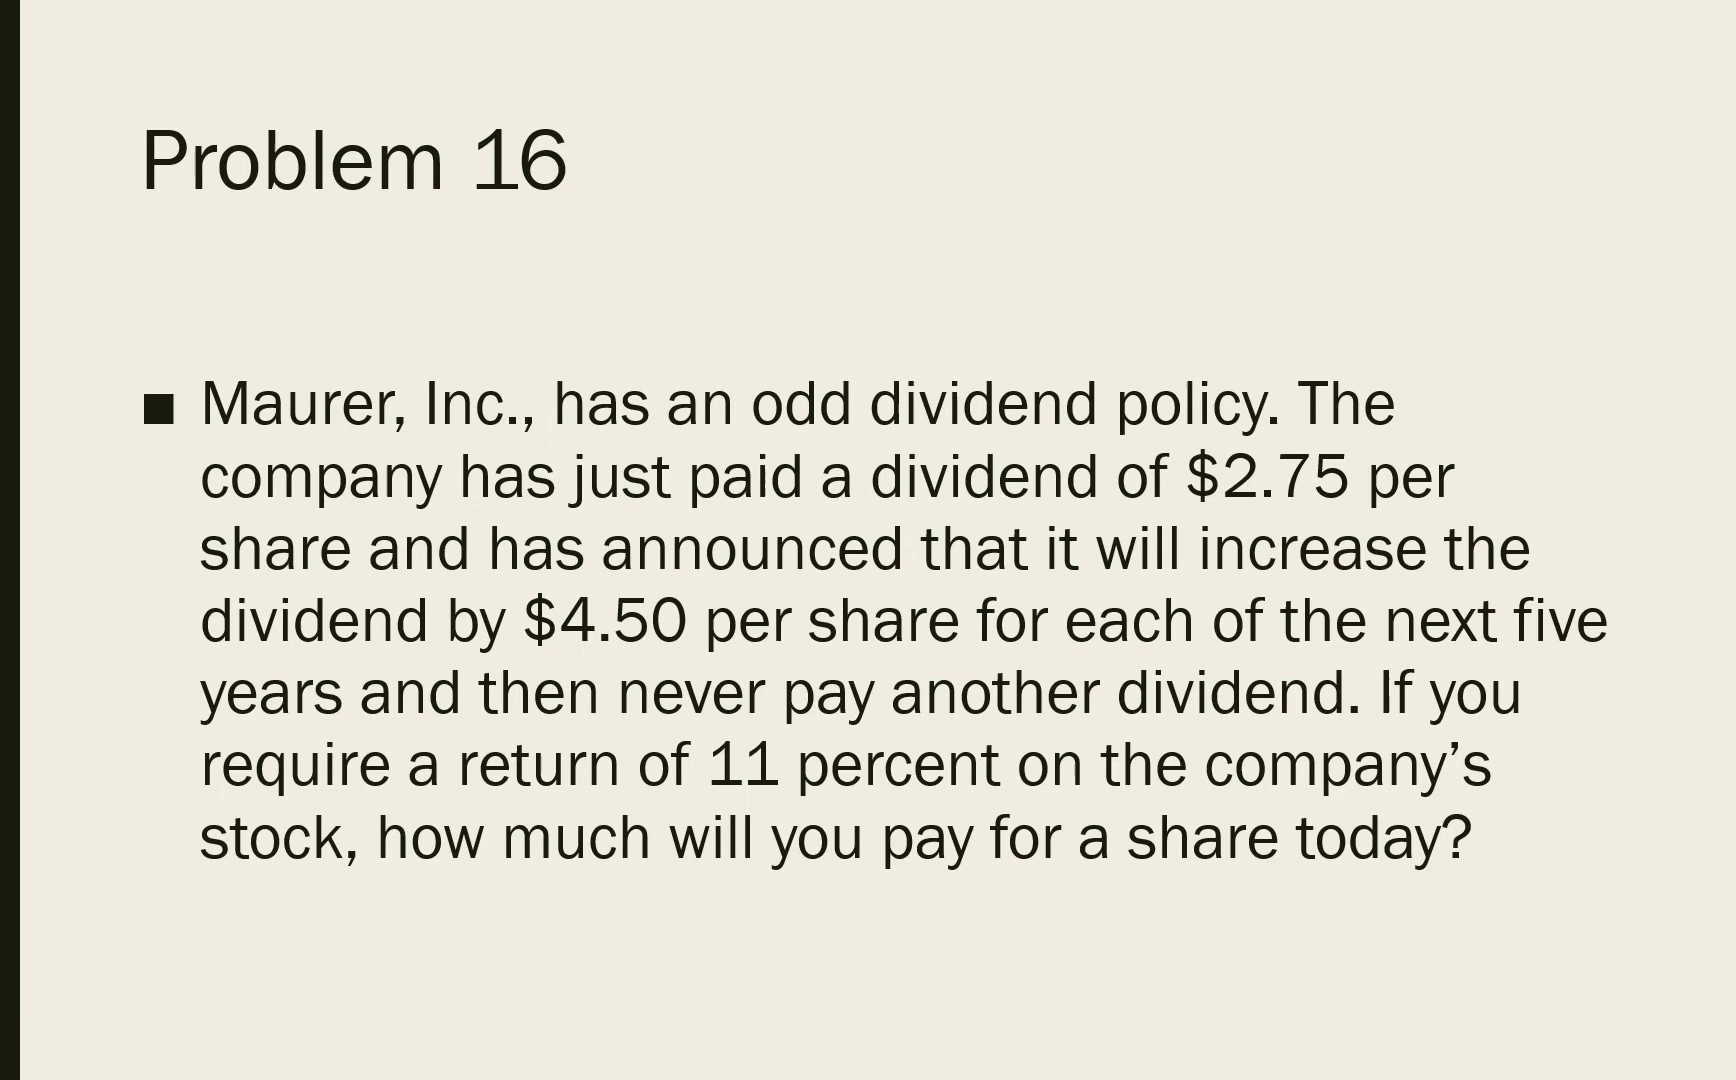 Problem 16
■ Maurer, Inc., has an odd dividend policy. The
company has just paid a dividend of $2.75 per
share and has announced that it will increase the
dividend by $4.50 per share for each of the next five
years and then never pay another dividend. If you
require a return of 11 percent on the company’s
stock, how much will you pay for a share today?